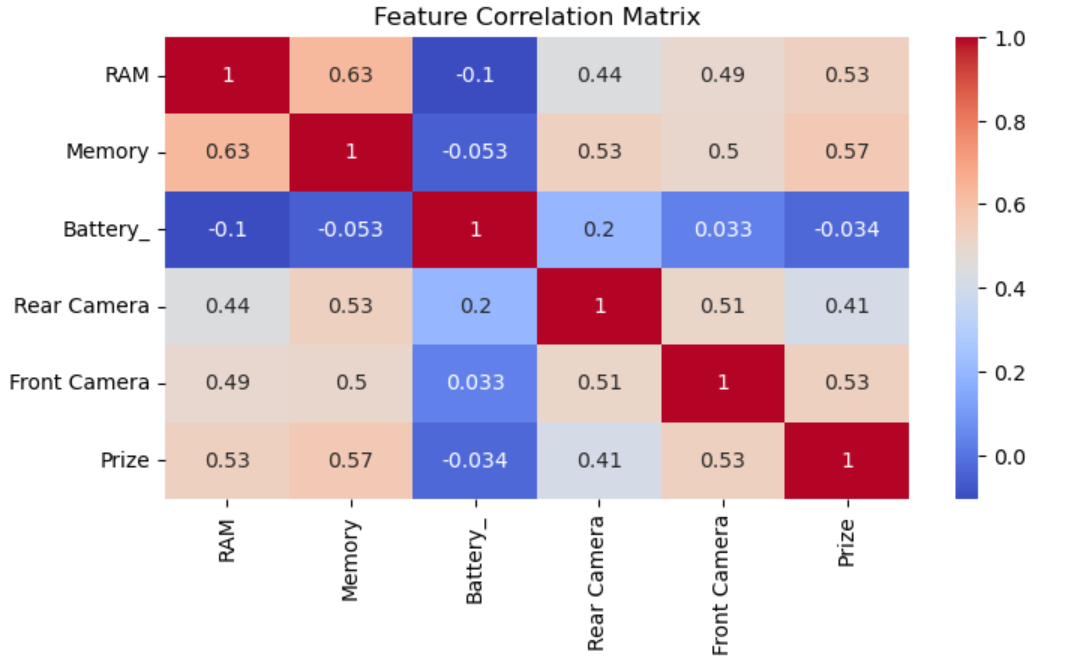 Feature Correlation Matrix
RAM 1 0.63 -0.1 0.44 0.49 0.53
Memory 0.63 1 -0.053 0.53 0.5 0.57
Battery_ -0.1 -0.053 1 0.2 0.033 -0.034
Rear Camera 0.44 0.53 0.2 1 0.51 0.41
Front Camera 0.49 0.5 0.033 0.51 1 0.53
Prize 0.53 0.57 -0.034 0.41 0.53 1
RAM
Memory
Battery_
Rear Camera
Front Camera
Prize
1.0
0.8
0.6
0.4
0.2
0.0